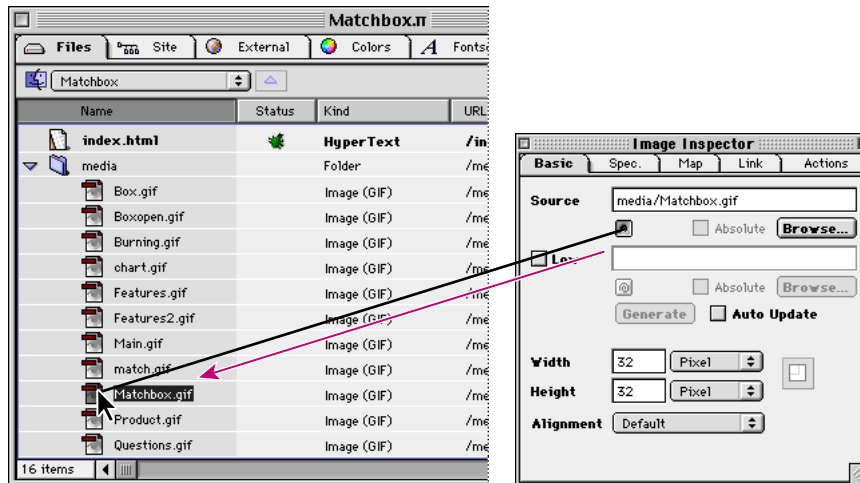 Matchbox.π
Files Site External Colors Fonts
Matchbox
Name Status Kind URL
index.html HyperText /in
media Folder /me
Box.gif Image (GIF) /me
Boxopen.gif Image (GIF) /me
Burning.gif Image (GIF) /me
chart.gif Image (GIF) /me
Features.gif Image (GIF) /me
Features2.gif Image (GIF) /me
Main.gif Image (GIF) /me
match.gif Image (GIF) /me
Matchbox.gif Image (GIF) /me
Product.gif Image (GIF) /me
Questions.gif Image (GIF) /me
16 items
Image Inspector
Basic Spec. Map Link Actions
Source media/Matchbox.gif
Absolute Browse...
Low
Absolute Browse...
Generate Auto Update
Width 32 Pixel
Height 32 Pixel
Alignment Default